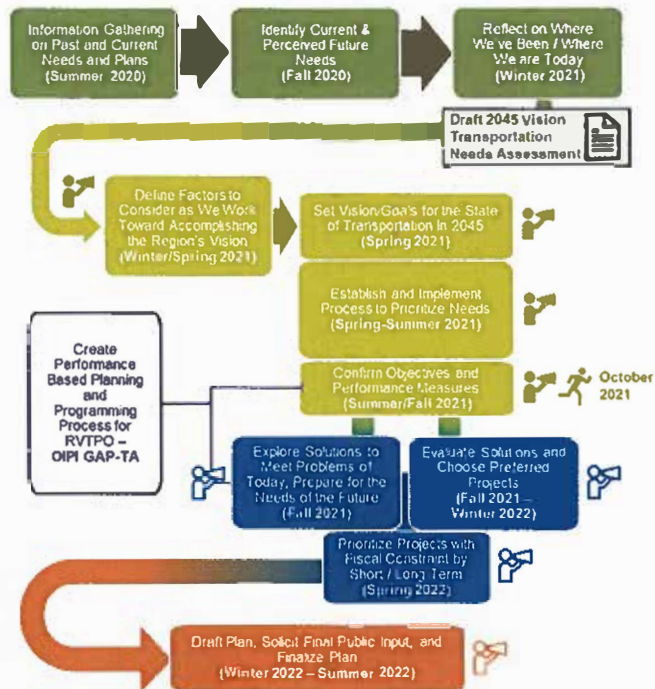 Information Gathering
on Past and Current
Needs and Plans
(Summer 2020)
Identify Current &
Perceived Future
Needs
(Fall 2020)
Reflect on Where
We've Been / Where
We are Today
(Winter 2021)
Draft 2045 Vision
Transportation
Needs Assessment
Define Factors to
Consider as We Work
Toward Accomplishing
the Region's Vision
(Winter/Spring 2021)
Set Vision/Goals for the State
of Transportation in 2045
(Spring 2021)
Establish and Implement
Process to Prioritize Needs
(Spring-Summer 2021)
Create
Performance
Based Planning
and
Programming
Process for
RVTPO –
OIPI GAP-TA
Confirm Objectives and
Performance Measures
(Summer/Fall 2021)
October
2021
Explore Solutions to
Meet Problems of
Today, Prepare for the
Needs of the Future
(Fall 2021)
Evaluate Solutions and
Choose Preferred
Projects
(Fall 2021 –
Winter 2022)
Prioritize Projects with
Fiscal Constraint by
Short / Long Term
(Spring 2022)
Draft Plan, Solicit Final Public Input, and
Finalize Plan
(Winter 2022 – Summer 2022)